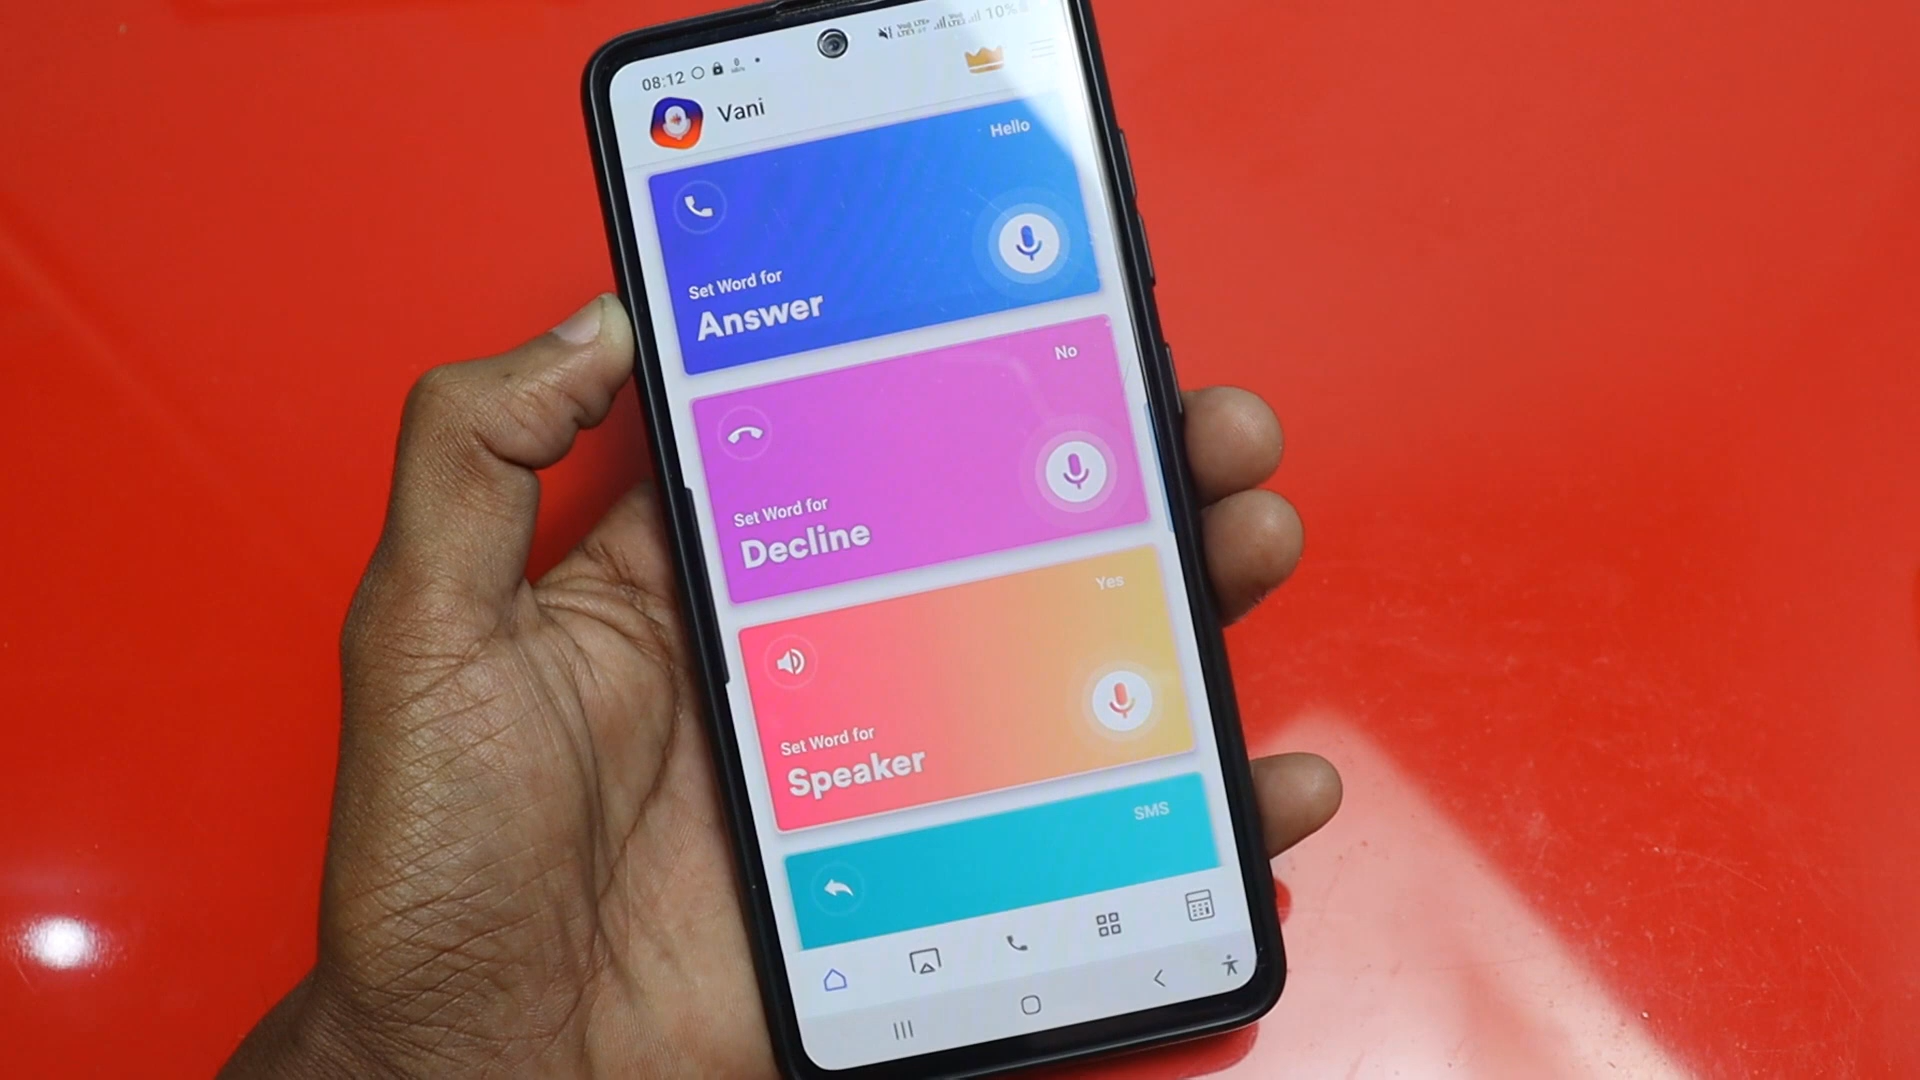 08:12
10%
Vani
Hello
Set Word for
Answer
No
Set Word for
Decline
Yes
Set Word for
Speaker
SMS